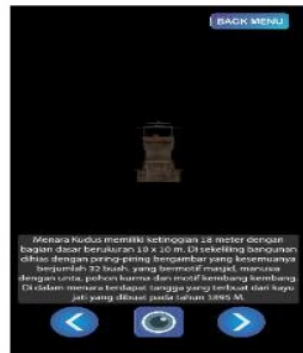 BACK MENU
Menara Kudus memiliki ketinggian 18 meter dengan
bagian dasar berukuran 10 x 10 m. Di sekeliling bangunan
dihias dengan piring-piring bergambar yang kesemuanya
berjumlah 32 buah, yang bermotif masjid, manusia
dengan unta, pohon kurma dan motif kembang kembang.
Di dalam menara terdapat tangga yang terbuat dari kayu
jati yang dibuat pada tahun 1895 M.